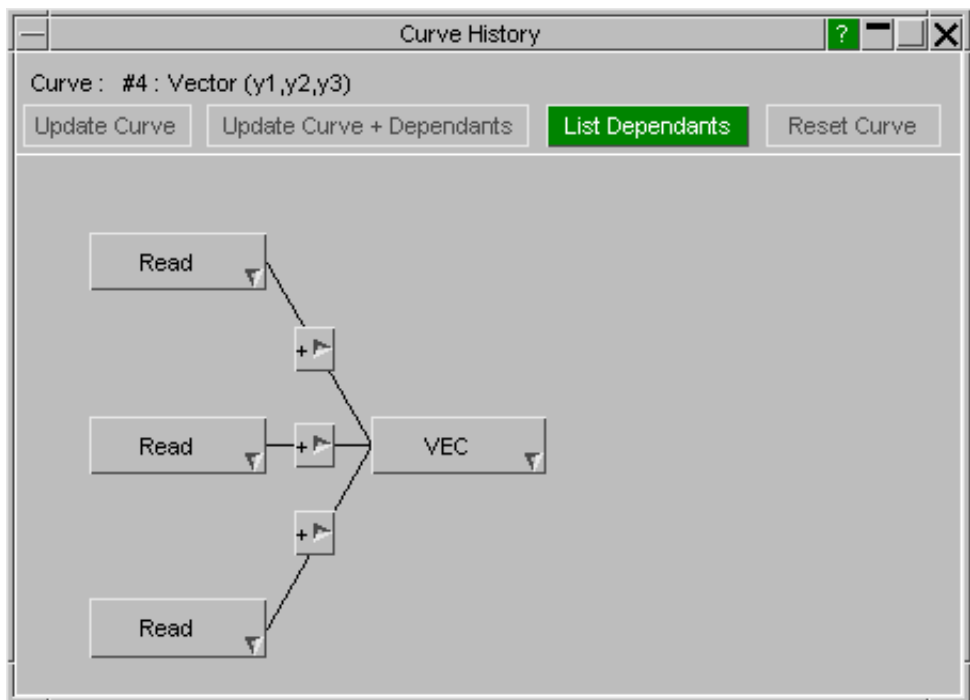 Curve History ?
Curve : #4 : Vector (y1,y2,y3)
Update Curve Update Curve + Dependants List Dependants Reset Curve
Read
+
Read + VEC
+
Read